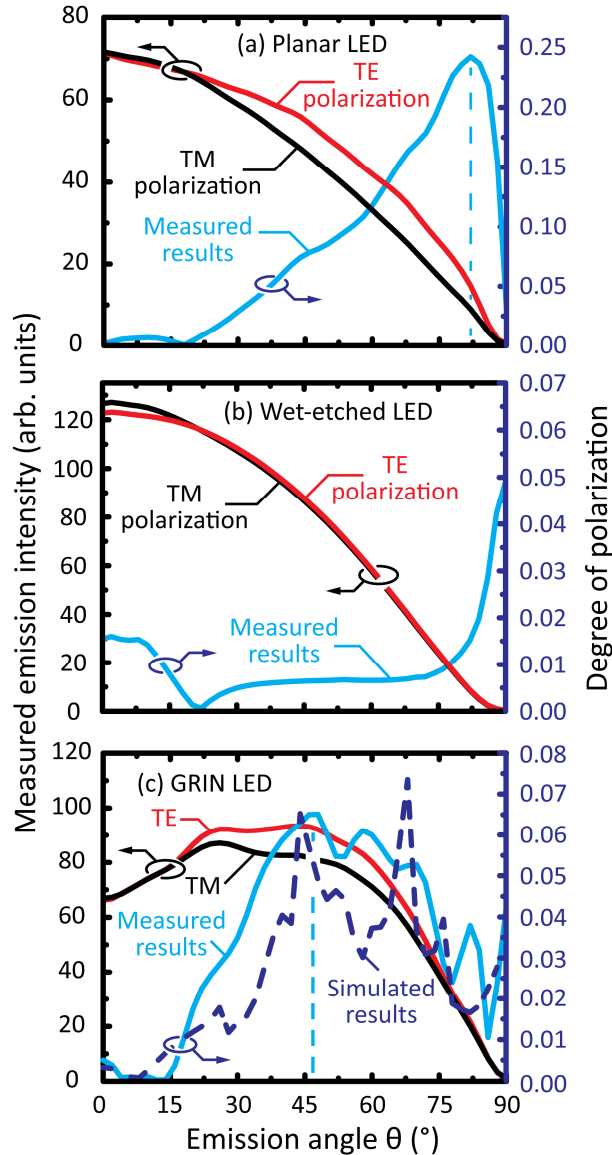 Measured emission intensity (arb. units)
Degree of polarization
(a) Planar LED
80
60
40
20
0
0.25
0.20
0.15
0.10
0.05
0.00
TE
polarization
TM
polarization
Measured
results
(b) Wet-etched LED
120
100
80
60
40
20
0
0.07
0.06
0.05
0.04
0.03
0.02
0.01
0.00
TE
polarization
TM
polarization
Measured
results
(c) GRIN LED
120
100
80
60
40
20
0
0.08
0.07
0.06
0.05
0.04
0.03
0.02
0.01
0.00
TE
TM
Measured
results
Simulated
results
0 15 30 45 60 75 90
Emission angle θ (°)